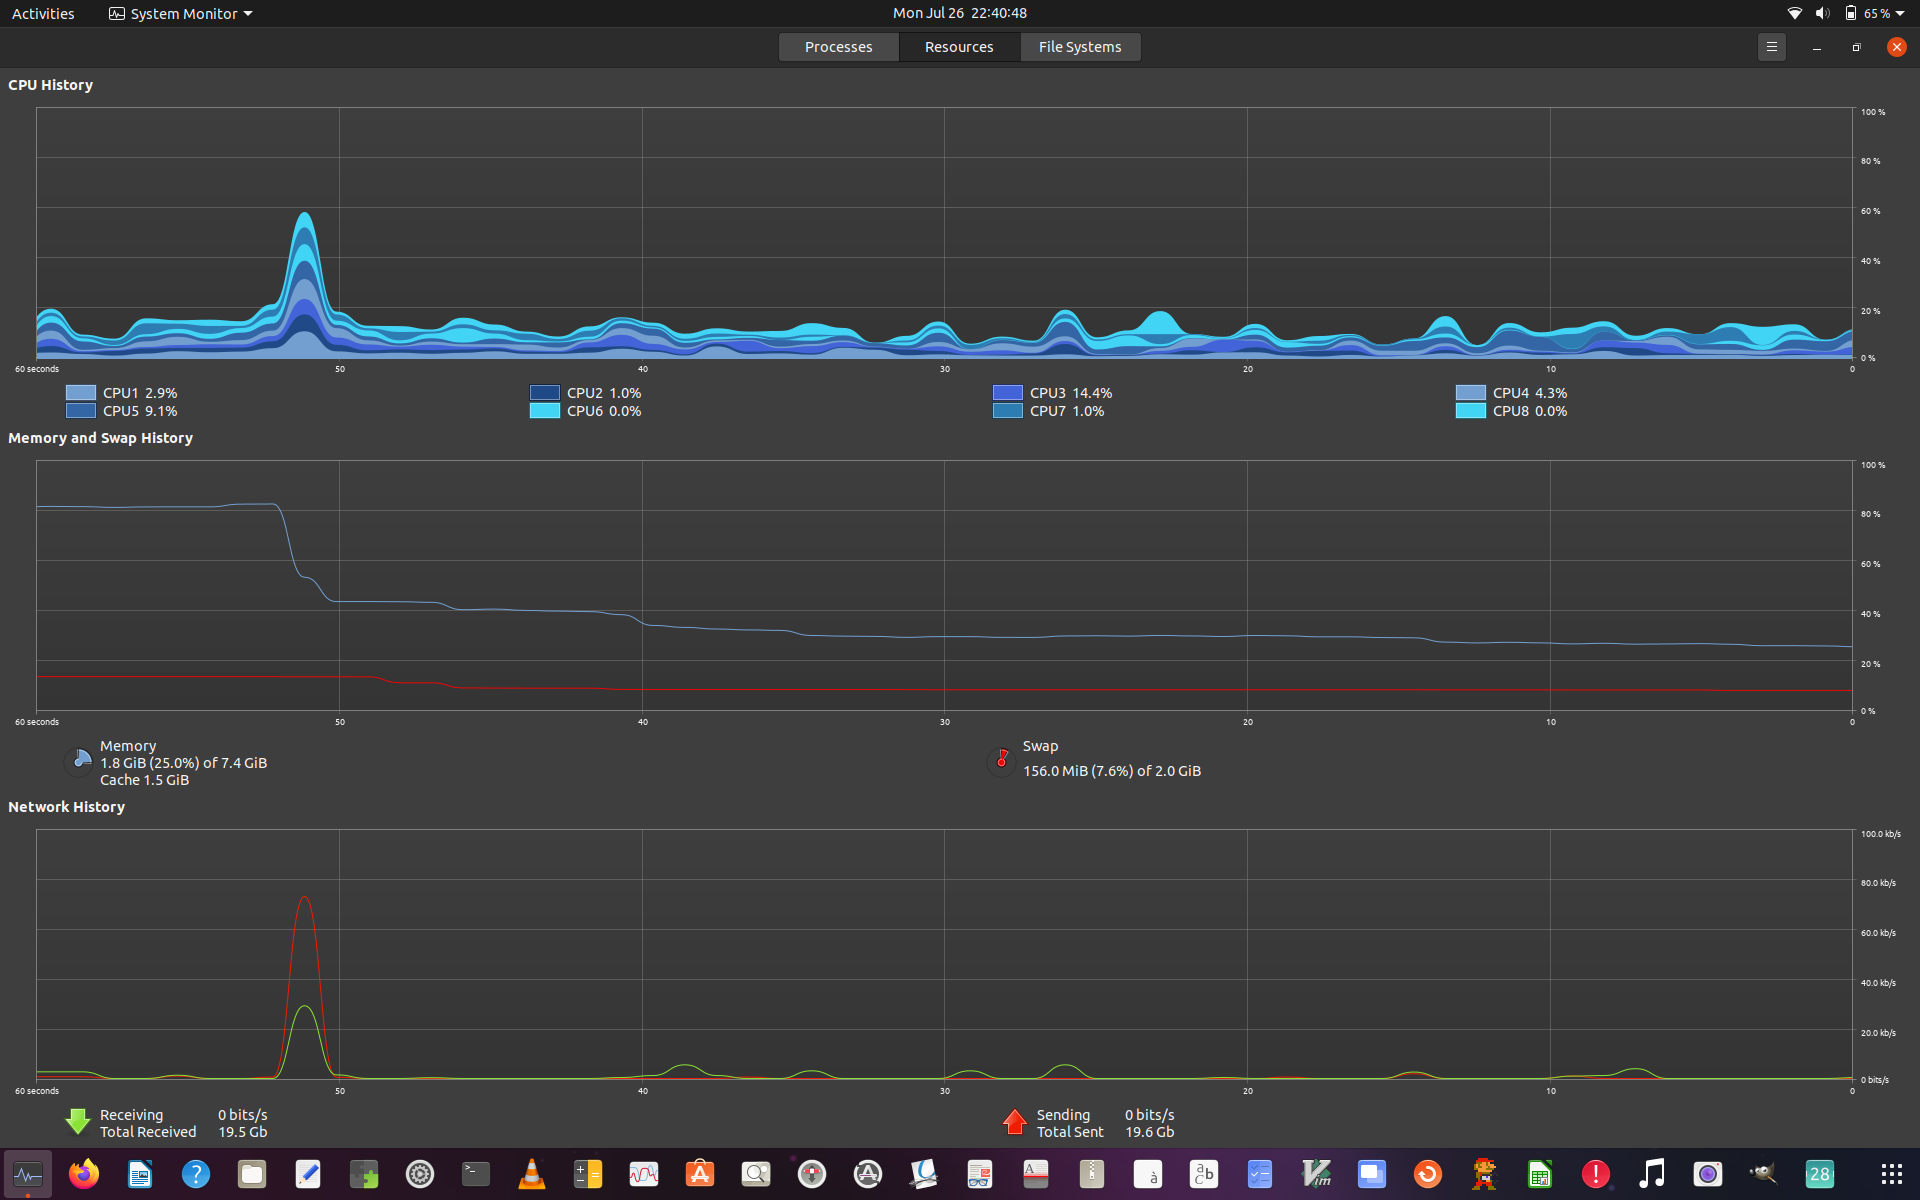 Activities System Monitor Mon Jul 26 22:40:48 65 %
Processes Resources File Systems
CPU History
100 %
80 %
60 %
40 %
20 %
0 %
60 seconds 50 40 30 20 10 0
CPU1 2.9% CPU2 1.0% CPU3 14.4% CPU4 4.3%
CPU5 9.1% CPU6 0.0% CPU7 1.0% CPU8 0.0%
Memory and Swap History
100 %
80 %
60 %
40 %
20 %
0 %
60 seconds 50 40 30 20 10 0
Memory Swap
1.8 GiB (25.0%) of 7.4 GiB 156.0 MiB (7.6%) of 2.0 GiB
Cache 1.5 GiB
Network History
100.0 kb/s
80.0 kb/s
60.0 kb/s
40.0 kb/s
20.0 kb/s
0 bits/s
60 seconds 50 40 30 20 10 0
Receiving 0 bits/s Sending 0 bits/s
Total Received 19.5 Gb Total Sent 19.6 Gb
? >_ A A à a b c Vim ! 28